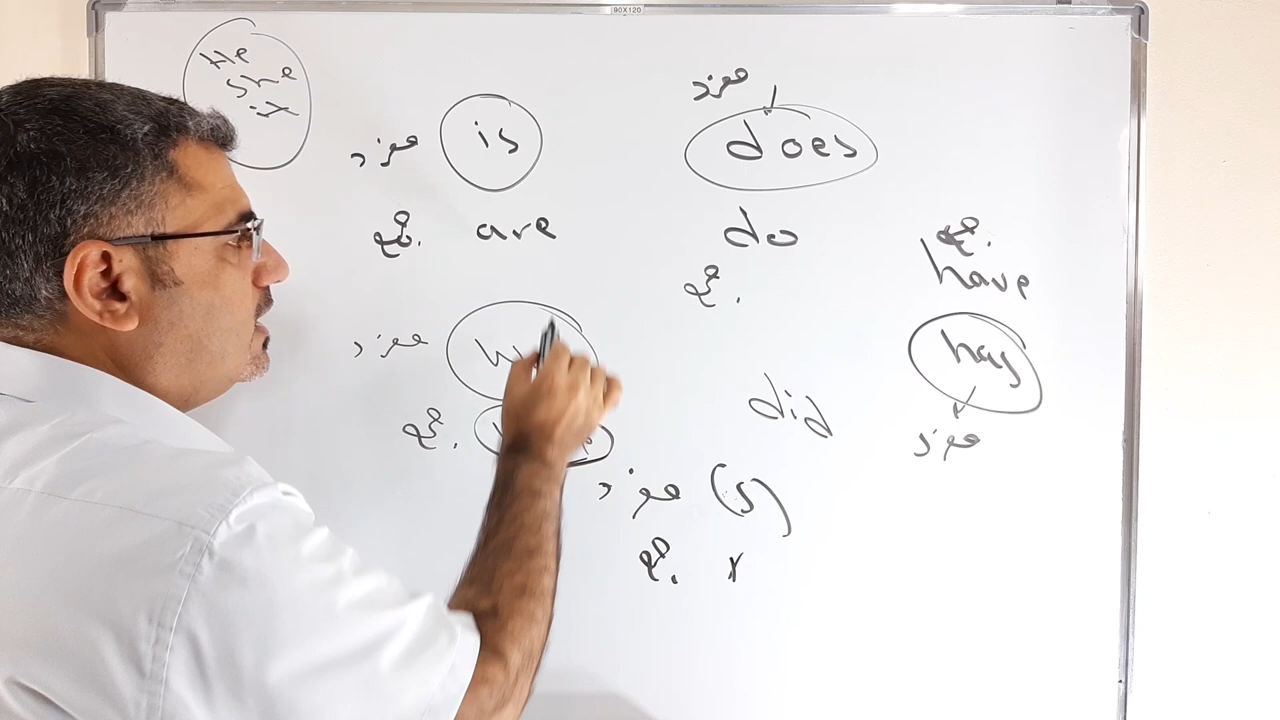 90X120
He
she
it
مفرد is
جمع are
مفرد
does
do
جمع
جمع
have
has
مفرد
مفرد
جمع
did
مفرد (s)
جمع x